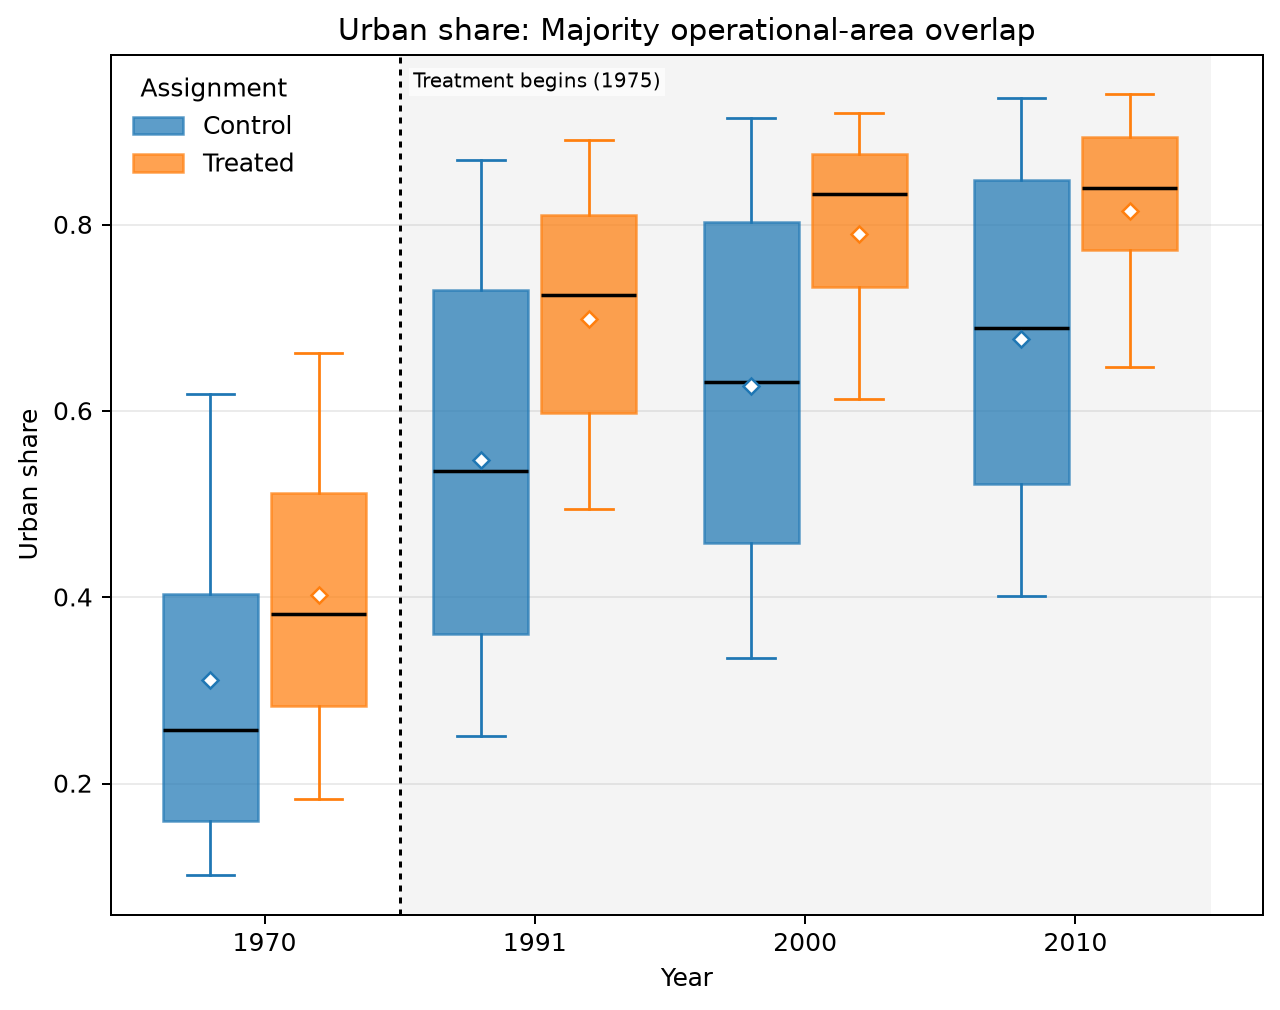 Urban share: Majority operational-area overlap
Assignment
Control
Treated
Treatment begins (1975)
Urban share
0.8
0.6
0.4
0.2
1970
1991
2000
2010
Year